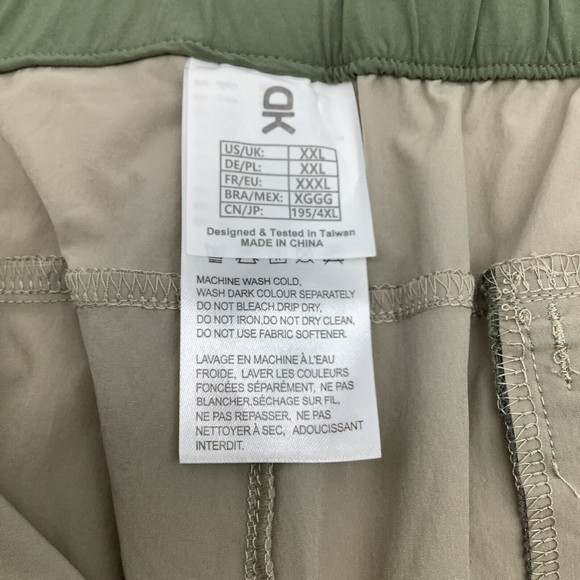 DK
US/UK: XXL
DE/PL: XXL
FR/EU: XXXL
BRA/MEX: XGGG
CN/JP: 195/4XL
Designed & Tested in Taiwan
MADE IN CHINA
MACHINE WASH COLD,
WASH DARK COLOUR SEPARATELY
DO NOT BLEACH.DRIP DRY,
DO NOT IRON,DO NOT DRY CLEAN,
DO NOT USE FABRIC SOFTENER.
LAVAGE EN MACHINE À L'EAU
FROIDE, LAVER LES COULEURS
FONCÉES SÉPARÉMENT, NE PAS
BLANCHER.SÉCHAGE SUR FIL,
NE PAS REPASSER, NE PAS
NETTOYER À SEC, ADOUCISSANT
INTERDIT.